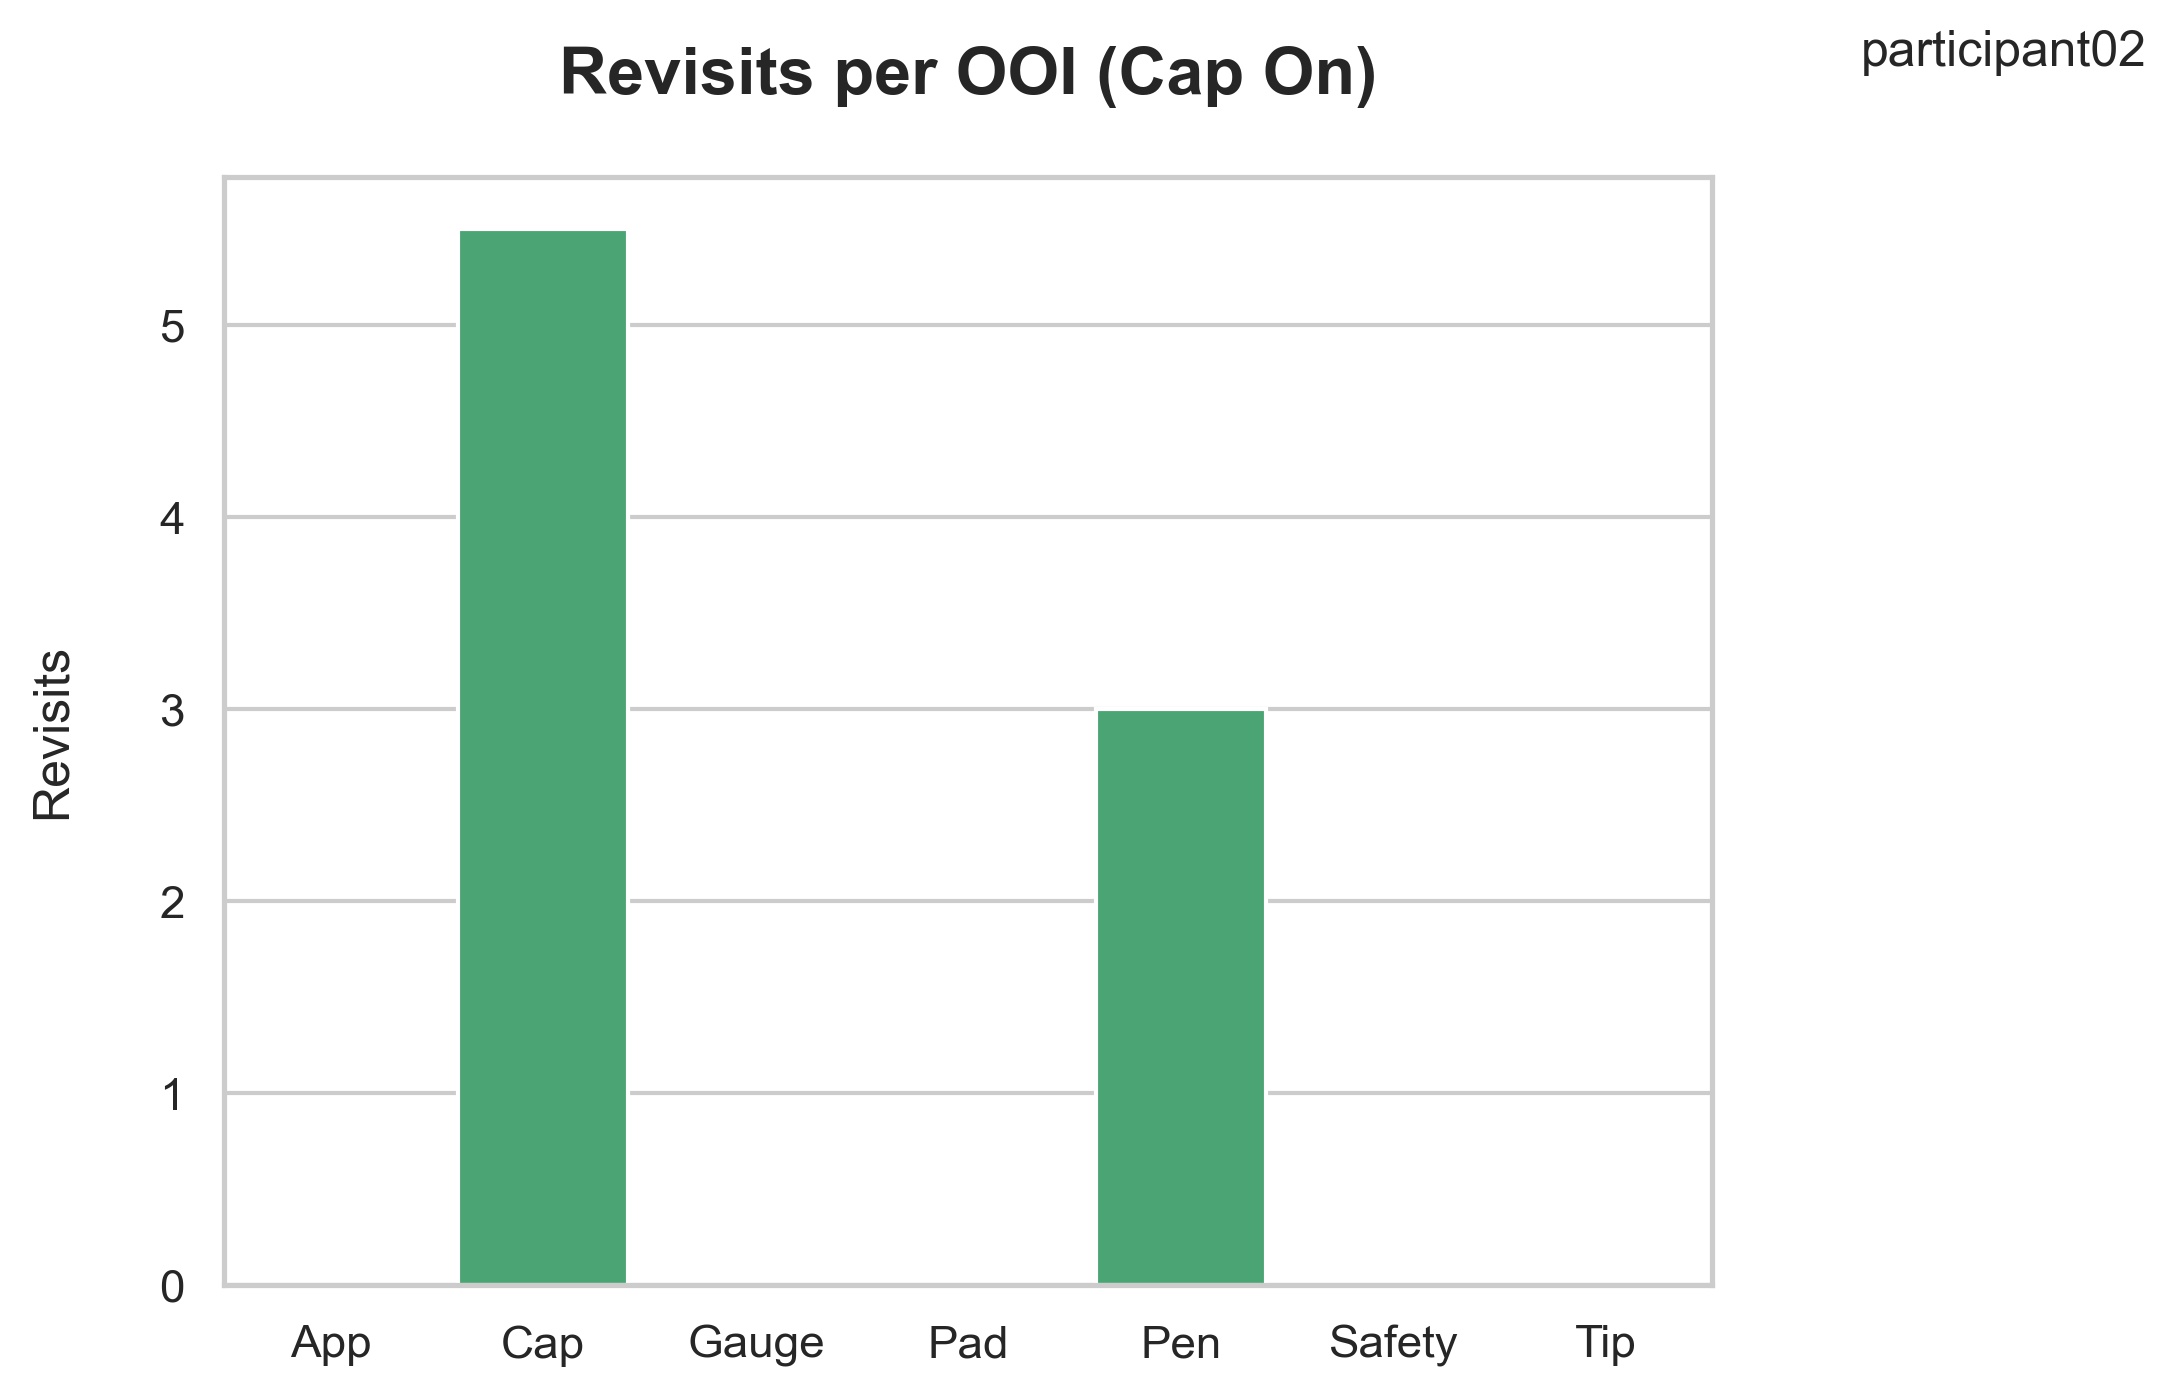 participant02
Revisits per OOI (Cap On)
Revisits
5
4
3
2
1
0
App Cap Gauge Pad Pen Safety Tip